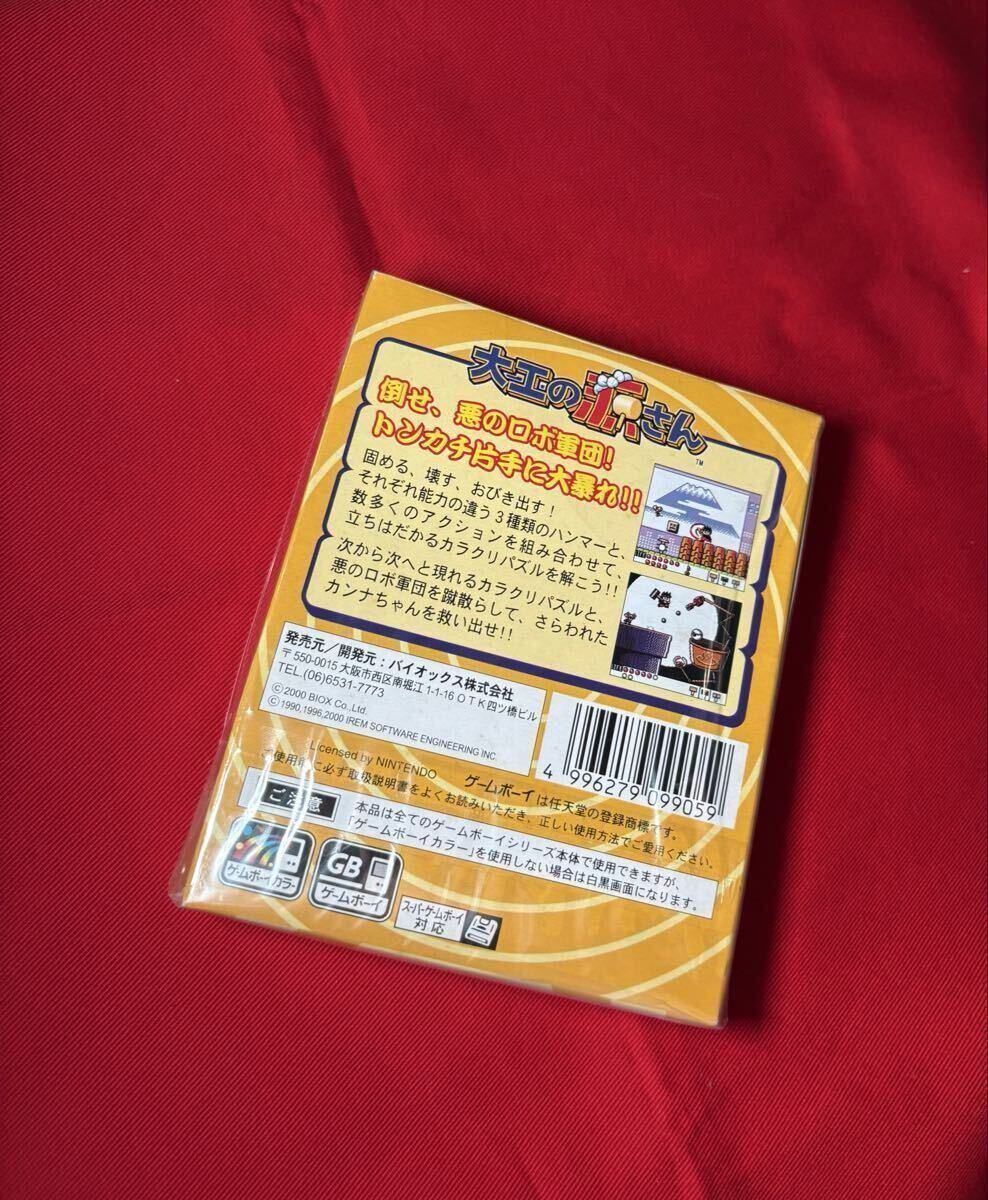 大工の源さん
TM
倒せ、悪のロボ軍団!
トンカチ片手に大暴れ!!
固める、壊す、おびき出す!
それぞれ能力の違う3種類のハンマーと、
数多くのアクションを組み合わせて、
立ちはだかるカラクリパズルを解こう!!
次から次へと現れるカラクリパズルと、
悪のロボ軍団を蹴散らして、さらわれた
カンナちゃんを救い出せ!!
発売元／開発元：バイオックス株式会社
〒550-0015 大阪市西区南堀江 1-1-16 OTK四ツ橋ビル
TEL.(06)6531-7773
©2000 BIOX Co.,Ltd.
©1990,1996,2000 IREM SOFTWARE ENGINEERING INC.
4 996279 099059
Licensed by NINTENDO
ゲームボーイは任天堂の登録商標です。
ご使用前に必ず取扱説明書をよくお読みいただき、正しい使用方法でご愛用ください。
ご注意
本品は全てのゲームボーイシリーズ本体で使用できますが、
「ゲームボーイカラー」を使用しない場合は白黒画面になります。
ゲームボーイカラー
GB
ゲームボーイ
スーパーゲームボーイ
対応